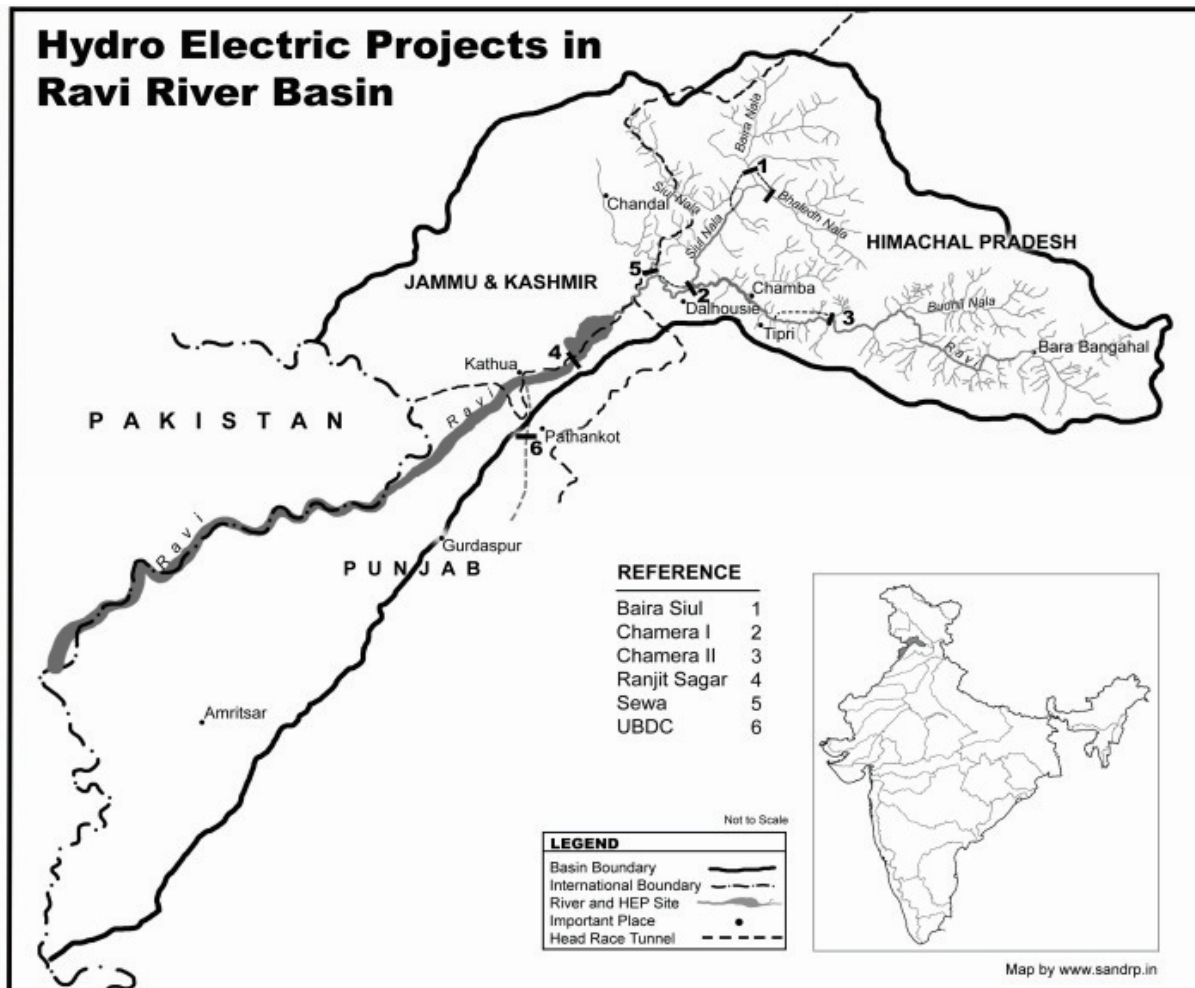 Hydro Electric Projects in
Ravi River Basin
Baira Nala
1
Siul Nala
Chandal
Bhaledh Nala
Siul Nala
HIMACHAL PRADESH
5
JAMMU & KASHMIR
2
Chamba
Dalhousie
Budhil Nala
3
Tipri
Ravi
Bara Bangahal
4
Kathua
Ravi
PAKISTAN
Pathankot
6
Ravi
Gurdaspur
PUNJAB
Amritsar
REFERENCE
Baira Siul 1
Chamera I 2
Chamera II 3
Ranjit Sagar 4
Sewa 5
UBDC 6
Not to Scale
LEGEND
Basin Boundary
International Boundary
River and HEP Site
Important Place
Head Race Tunnel
Map by www.sandrp.in